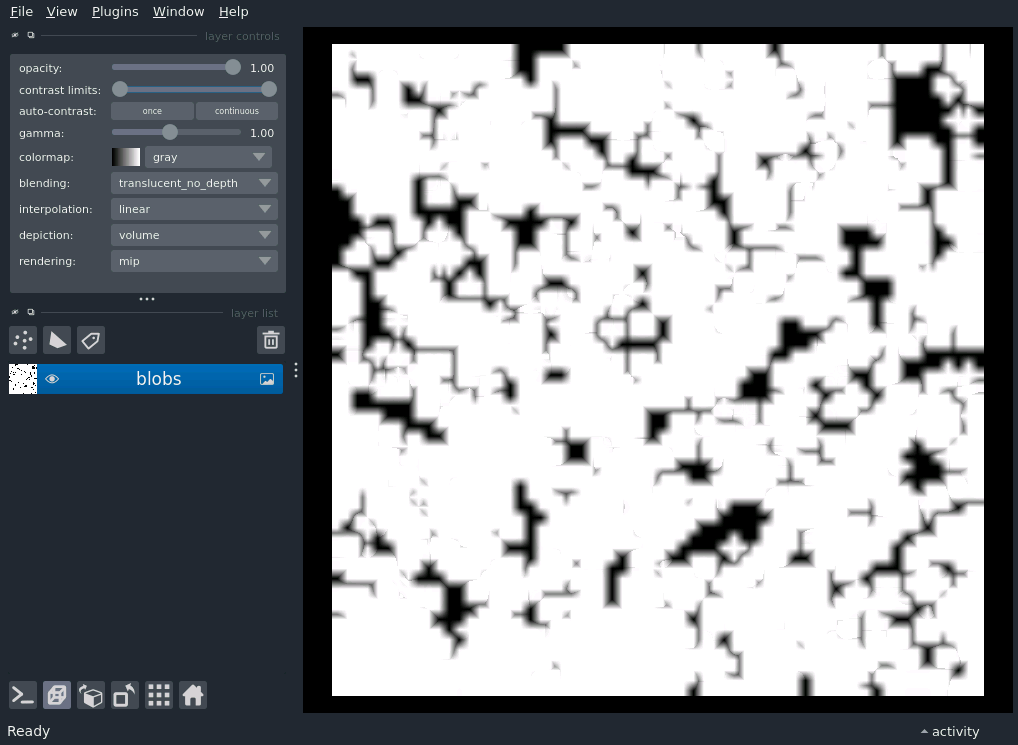 File View Plugins Window Help
layer controls
opacity: 1.00
contrast limits:
auto-contrast: once continuous
gamma: 1.00
colormap: gray
blending: translucent_no_depth
interpolation: linear
depiction: volume
rendering: mip
layer list
blobs
Ready
activity